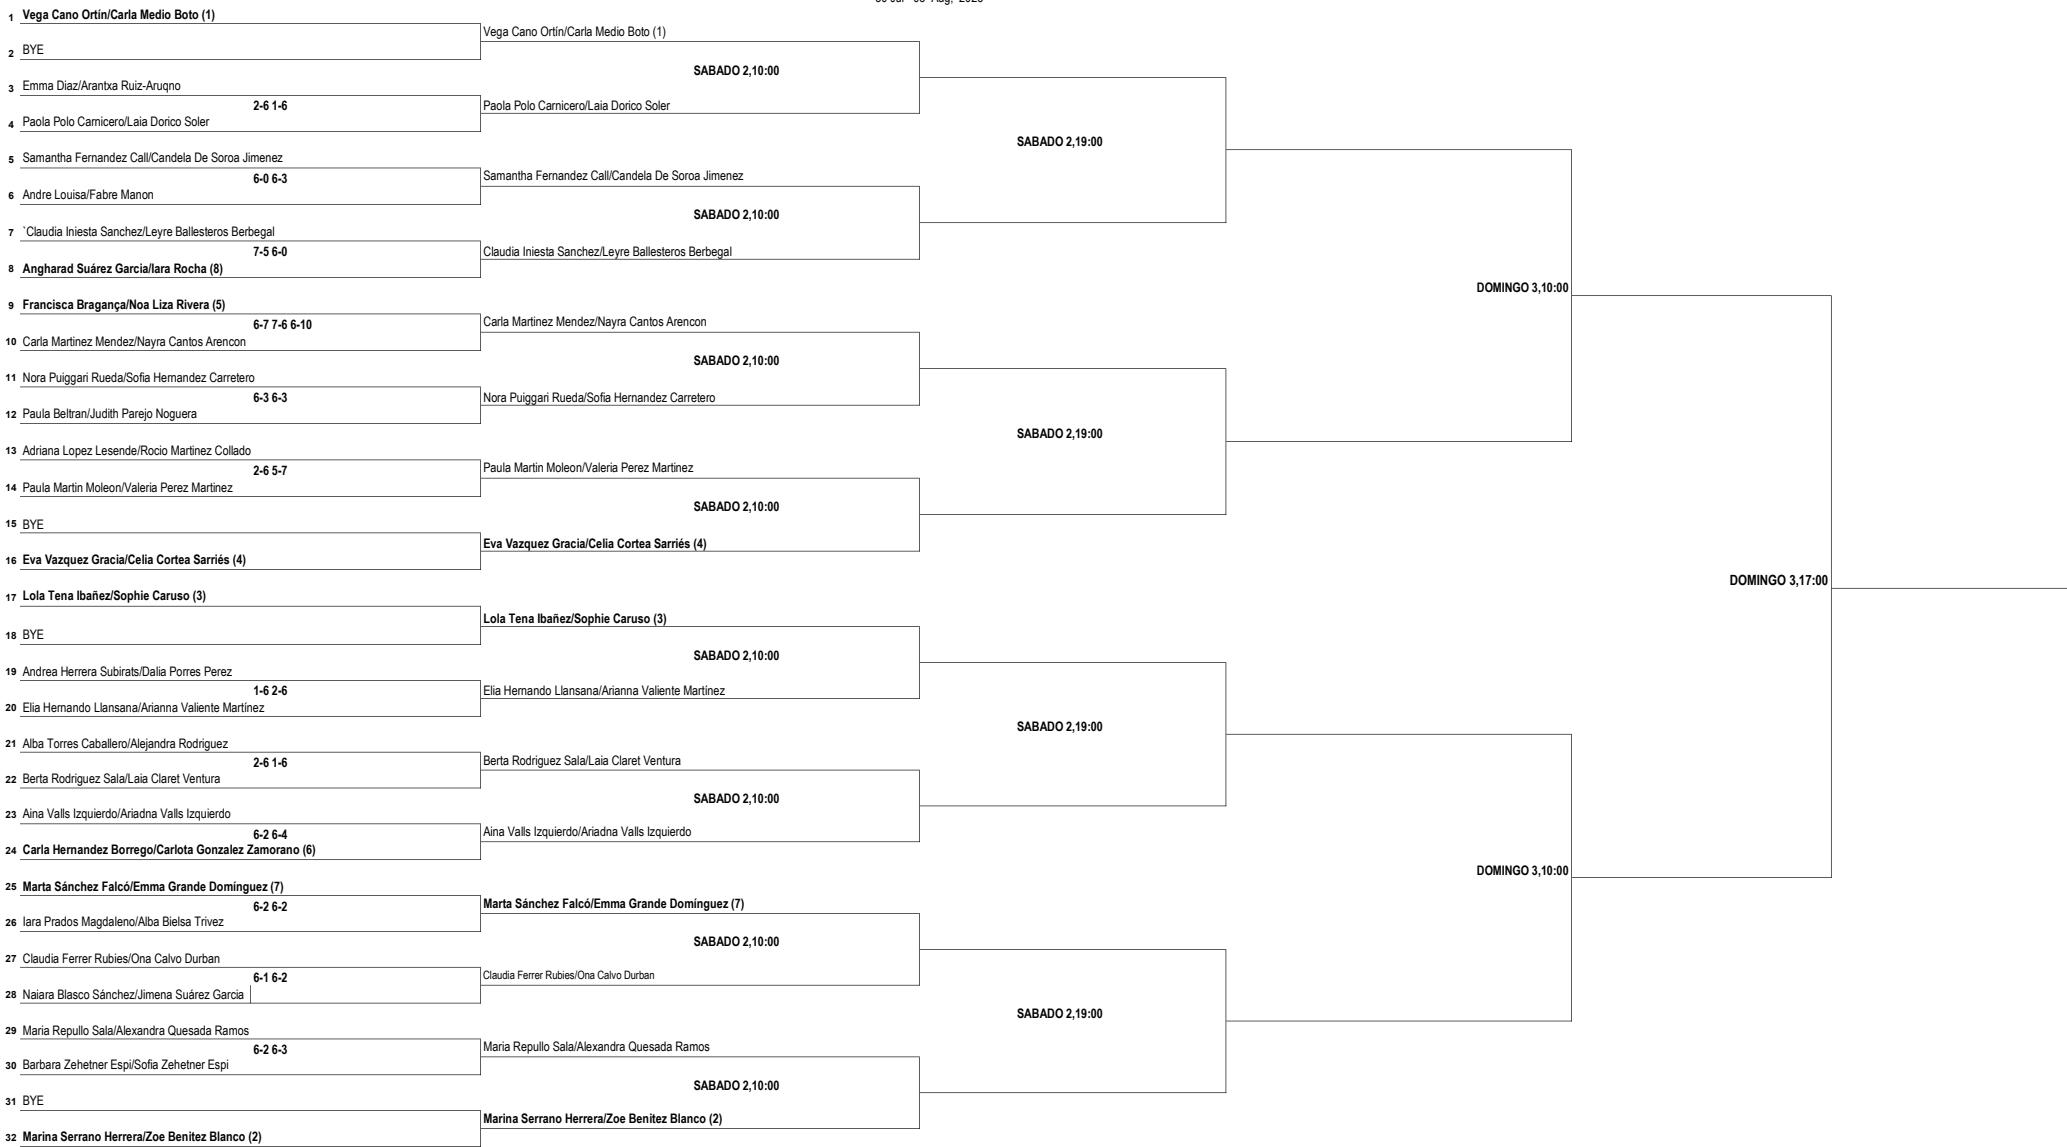 1 Vega Cano Ortín/Carla Medio Boto (1)
Vega Cano Ortín/Carla Medio Boto (1)
2 BYE
SABADO 2,10:00
3 Emma Diaz/Arantxa Ruiz-Aruqno
2-6 1-6
Paola Polo Carnicero/Laia Dorico Soler
4 Paola Polo Carnicero/Laia Dorico Soler
SABADO 2,19:00
5 Samantha Fernandez Call/Candela De Soroa Jimenez
6-0 6-3
Samantha Fernandez Call/Candela De Soroa Jimenez
6 Andre Louisa/Fabre Manon
SABADO 2,10:00
7 `Claudia Iniesta Sanchez/Leyre Ballesteros Berbegal
7-5 6-0
Claudia Iniesta Sanchez/Leyre Ballesteros Berbegal
8 Angharad Suárez Garcia/Iara Rocha (8)
DOMINGO 3,10:00
9 Francisca Bragança/Noa Liza Rivera (5)
6-7 7-6 6-10
Carla Martinez Mendez/Nayra Cantos Arencon
10 Carla Martinez Mendez/Nayra Cantos Arencon
SABADO 2,10:00
11 Nora Puiggari Rueda/Sofia Hernandez Carretero
6-3 6-3
Nora Puiggari Rueda/Sofia Hernandez Carretero
12 Paula Beltran/Judith Parejo Noguera
SABADO 2,19:00
13 Adriana Lopez Lesende/Rocio Martinez Collado
2-6 5-7
Paula Martin Moleon/Valeria Perez Martinez
14 Paula Martin Moleon/Valeria Perez Martinez
SABADO 2,10:00
15 BYE
Eva Vazquez Gracia/Celia Cortea Sarriés (4)
16 Eva Vazquez Gracia/Celia Cortea Sarriés (4)
DOMINGO 3,17:00
17 Lola Tena Ibañez/Sophie Caruso (3)
Lola Tena Ibañez/Sophie Caruso (3)
18 BYE
SABADO 2,10:00
19 Andrea Herrera Subirats/Dalia Porres Perez
1-6 2-6
Elia Hernando Llansana/Arianna Valiente Martínez
20 Elia Hernando Llansana/Arianna Valiente Martínez
SABADO 2,19:00
21 Alba Torres Caballero/Alejandra Rodriguez
2-6 1-6
Berta Rodriguez Sala/Laia Claret Ventura
22 Berta Rodriguez Sala/Laia Claret Ventura
SABADO 2,10:00
23 Aina Valls Izquierdo/Ariadna Valls Izquierdo
6-2 6-4
Aina Valls Izquierdo/Ariadna Valls Izquierdo
24 Carla Hernandez Borrego/Carlota Gonzalez Zamorano (6)
DOMINGO 3,10:00
25 Marta Sánchez Falcó/Emma Grande Domínguez (7)
6-2 6-2
Marta Sánchez Falcó/Emma Grande Domínguez (7)
26 Iara Prados Magdaleno/Alba Bielsa Trivez
SABADO 2,10:00
27 Claudia Ferrer Rubies/Ona Calvo Durban
6-1 6-2
Claudia Ferrer Rubies/Ona Calvo Durban
28 Naiara Blasco Sánchez/Jimena Suárez Garcia
SABADO 2,19:00
29 Maria Repullo Sala/Alexandra Quesada Ramos
6-2 6-3
Maria Repullo Sala/Alexandra Quesada Ramos
30 Barbara Zehetner Espi/Sofia Zehetner Espi
SABADO 2,10:00
31 BYE
Marina Serrano Herrera/Zoe Benitez Blanco (2)
32 Marina Serrano Herrera/Zoe Benitez Blanco (2)